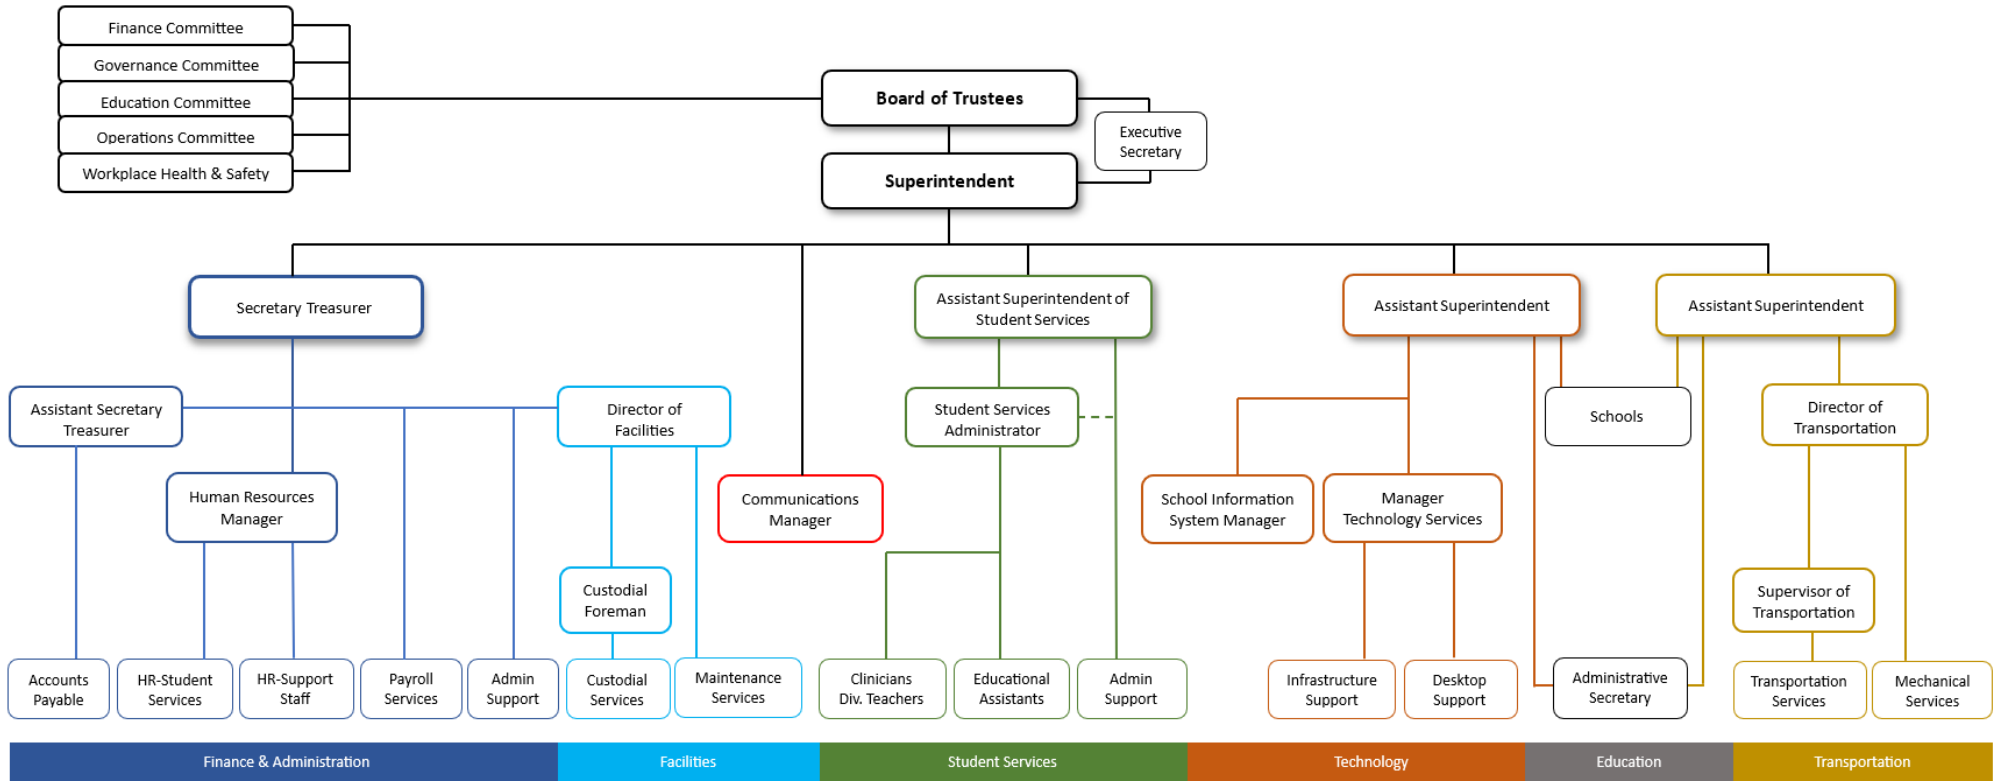 Finance Committee
Governance Committee
Education Committee
Operations Committee
Workplace Health & Safety
Board of Trustees
Executive
Secretary
Superintendent
Secretary Treasurer
Assistant Superintendent of
Student Services
Assistant Superintendent
Assistant Superintendent
Assistant Secretary
Treasurer
Director of
Facilities
Student Services
Administrator
Schools
Director of
Transportation
Human Resources
Manager
Communications
Manager
School Information
System Manager
Manager
Technology Services
Custodial
Foreman
Supervisor of
Transportation
Accounts
Payable
HR-Student
Services
HR-Support
Staff
Payroll
Services
Admin
Support
Custodial
Services
Maintenance
Services
Clinicians
Div. Teachers
Educational
Assistants
Admin
Support
Infrastructure
Support
Desktop
Support
Administrative
Secretary
Transportation
Services
Mechanical
Services
Finance & Administration
Facilities
Student Services
Technology
Education
Transportation